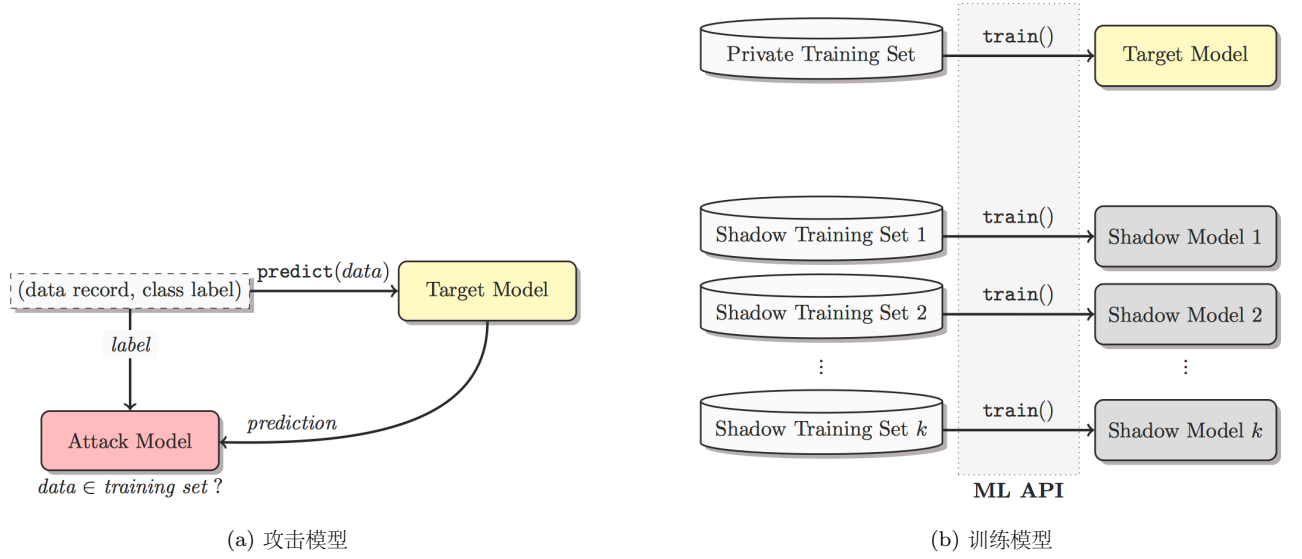 (data record, class label)
predict(data)
Target Model
label
prediction
Attack Model
data ∈ training set ?
(a) 攻击模型
Private Training Set
train()
Target Model
Shadow Training Set 1
train()
Shadow Model 1
Shadow Training Set 2
train()
Shadow Model 2
⋮
⋮
Shadow Training Set k
train()
Shadow Model k
ML API
(b) 训练模型